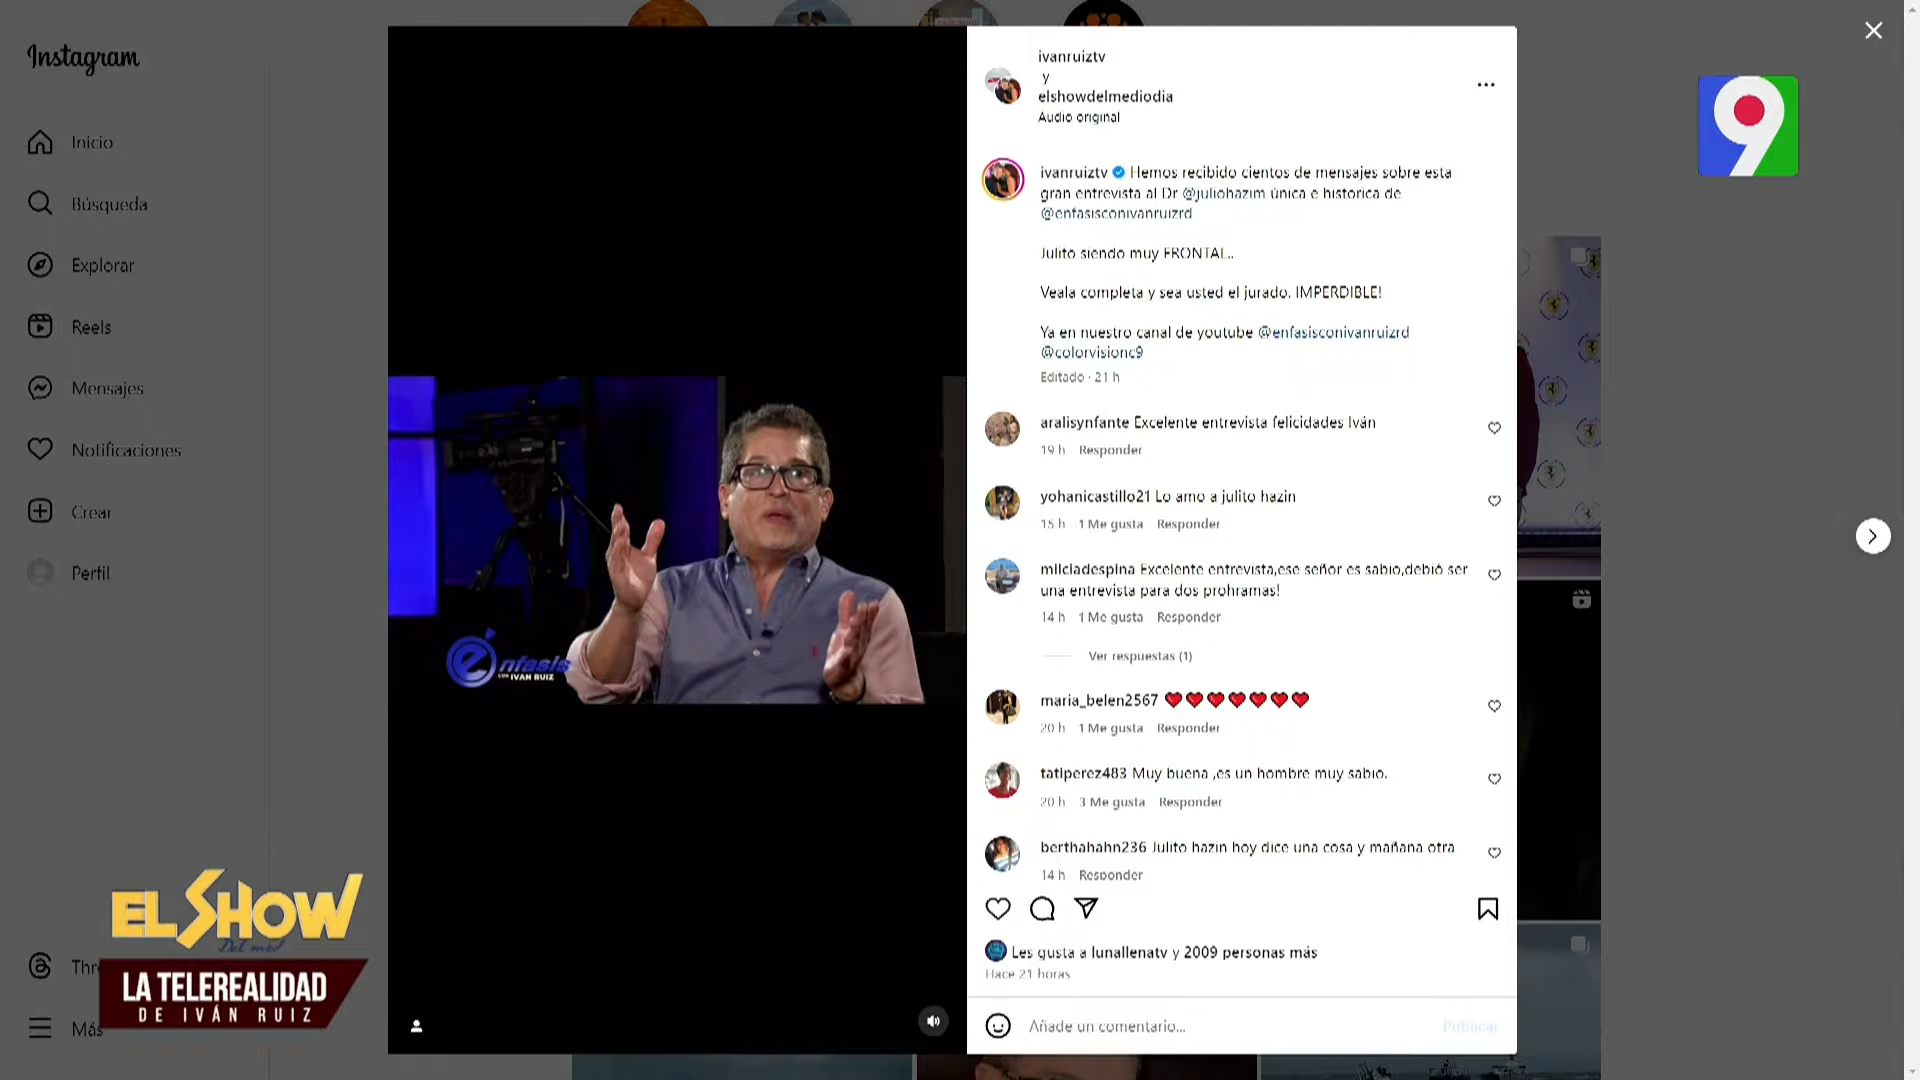 Instagram
Inicio
Búsqueda
Explorar
Reels
Mensajes
Notificaciones
Crear
Perfil
Más
EL SHOW
LA TELEREALIDAD
DE IVÁN RUIZ
énfasis
CON IVAN RUIZ
9
ivanruiztv
y
elshowdelmediodia
Audio original
ivanruiztv Hemos recibido cientos de mensajes sobre esta
gran entrevista al Dr @juliohazim única e historica de
@enfasisconivanruizrd
Julito siendo muy FRONTAL..
Veala completa y sea usted el jurado. IMPERDIBLE!
Ya en nuestro canal de youtube @enfasisconivanruizrd
@colorvisionc9
Editado · 21 h
aralisynfante Excelente entrevista felicidades Iván
19 h Responder
yohanicastillo21 Lo amo a julito hazin
15 h 1 Me gusta Responder
milciadespina Excelente entrevista,ese señor es sabio,debió ser
una entrevista para dos prohramas!
14 h 1 Me gusta Responder
Ver respuestas (1)
maria_belen2567 ❤❤❤❤❤❤❤
20 h 1 Me gusta Responder
tatiperez483 Muy buena ,es un hombre muy sabio.
20 h 3 Me gusta Responder
berthahahn236 Julito hazin hoy dice una cosa y mañana otra
14 h Responder
Les gusta a lunallenatv y 2009 personas más
Hace 21 horas
Añade un comentario...
Publicar